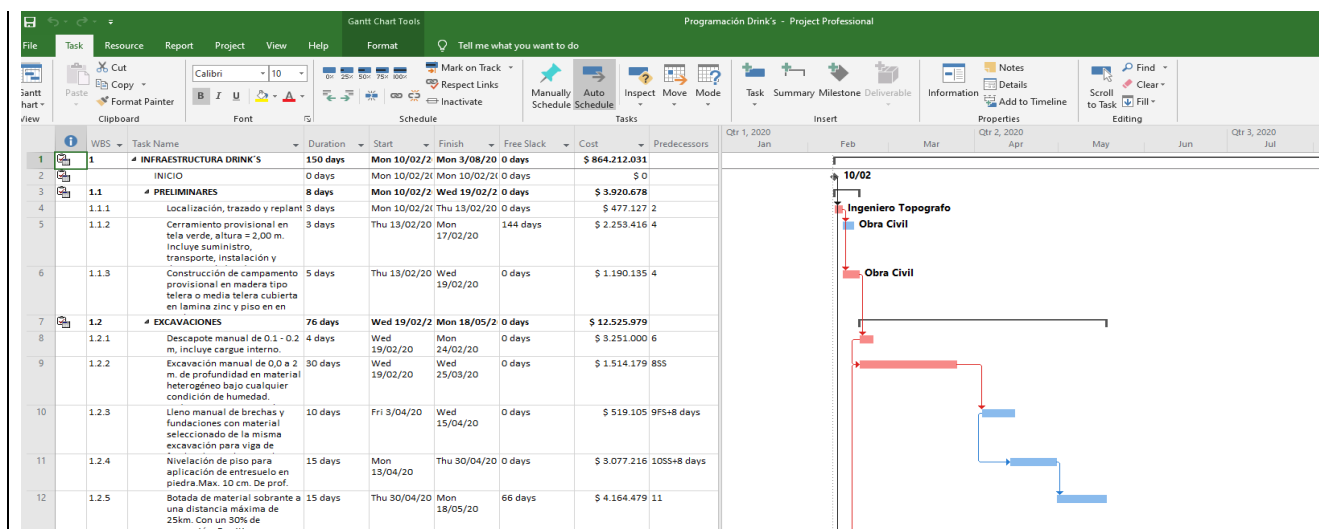 Gantt Chart Tools
Programación Drink´s - Project Professional
File Task Resource Report Project View Help Format Tell me what you want to do
Cut
Copy
Format Painter
Paste
Clipboard
Calibri 10
B I U A
Font
0% 25% 50% 75% 100%
Mark on Track
Respect Links
Inactivate
Schedule
Manually Schedule
Auto Schedule
Inspect Move Mode
Tasks
Task Summary Milestone Deliverable
Insert
Information
Notes
Details
Add to Timeline
Properties
Scroll to Task
Find
Clear
Fill
Editing
WBS Task Name Duration Start Finish Free Slack Cost Predecessors
Qtr 1, 2020 Qtr 2, 2020 Qtr 3, 2020
Jan Feb Mar Apr May Jun Jul
1 1 INFRAESTRUCTURA DRINK´S 150 days Mon 10/02/2 Mon 3/08/20 0 days $ 864.212.031
2 INICIO 0 days Mon 10/02/2( Mon 10/02/2( 0 days $ 0
10/02
3 1.1 PRELIMINARES 8 days Mon 10/02/2 Wed 19/02/2 0 days $ 3.920.678
4 1.1.1 Localización, trazado y replant 3 days Mon 10/02/2( Thu 13/02/20 0 days $ 477.127 2
Ingeniero Topografo
5 1.1.2 Cerramiento provisional en 3 days Thu 13/02/20 Mon 144 days $ 2.253.416 4
Obra Civil
tela verde, altura = 2,00 m. 17/02/20
Incluye suministro,
transporte, instalación y
6 1.1.3 Construcción de campamento 5 days Thu 13/02/20 Wed 0 days $ 1.190.135 4
Obra Civil
provisional en madera tipo 19/02/20
telera o media telera cubierta
en lamina zinc y piso en en
7 1.2 EXCAVACIONES 76 days Wed 19/02/2 Mon 18/05/2 0 days $ 12.525.979
8 1.2.1 Descapote manual de 0.1 - 0.2 4 days Wed Mon 0 days $ 3.251.000 6
m, incluye cargue interno. 19/02/20 24/02/20
9 1.2.2 Excavación manual de 0,0 a 2 30 days Wed Wed 0 days $ 1.514.179 8SS
m. de profundidad en material 19/02/20 25/03/20
heterogéneo bajo cualquier
condición de humedad.
10 1.2.3 Lleno manual de brechas y 10 days Fri 3/04/20 Wed 0 days $ 519.105 9FS+8 days
fundaciones con material 15/04/20
seleccionado de la misma
excavación para viga de
11 1.2.4 Nivelación de piso para 15 days Mon Thu 30/04/20 0 days $ 3.077.216 10SS+8 days
aplicación de entresuelo en 13/04/20
piedra.Max. 10 cm. De prof.
12 1.2.5 Botada de material sobrante a 15 days Thu 30/04/20 Mon 66 days $ 4.164.479 11
una distancia máxima de 18/05/20
25km. Con un 30% de